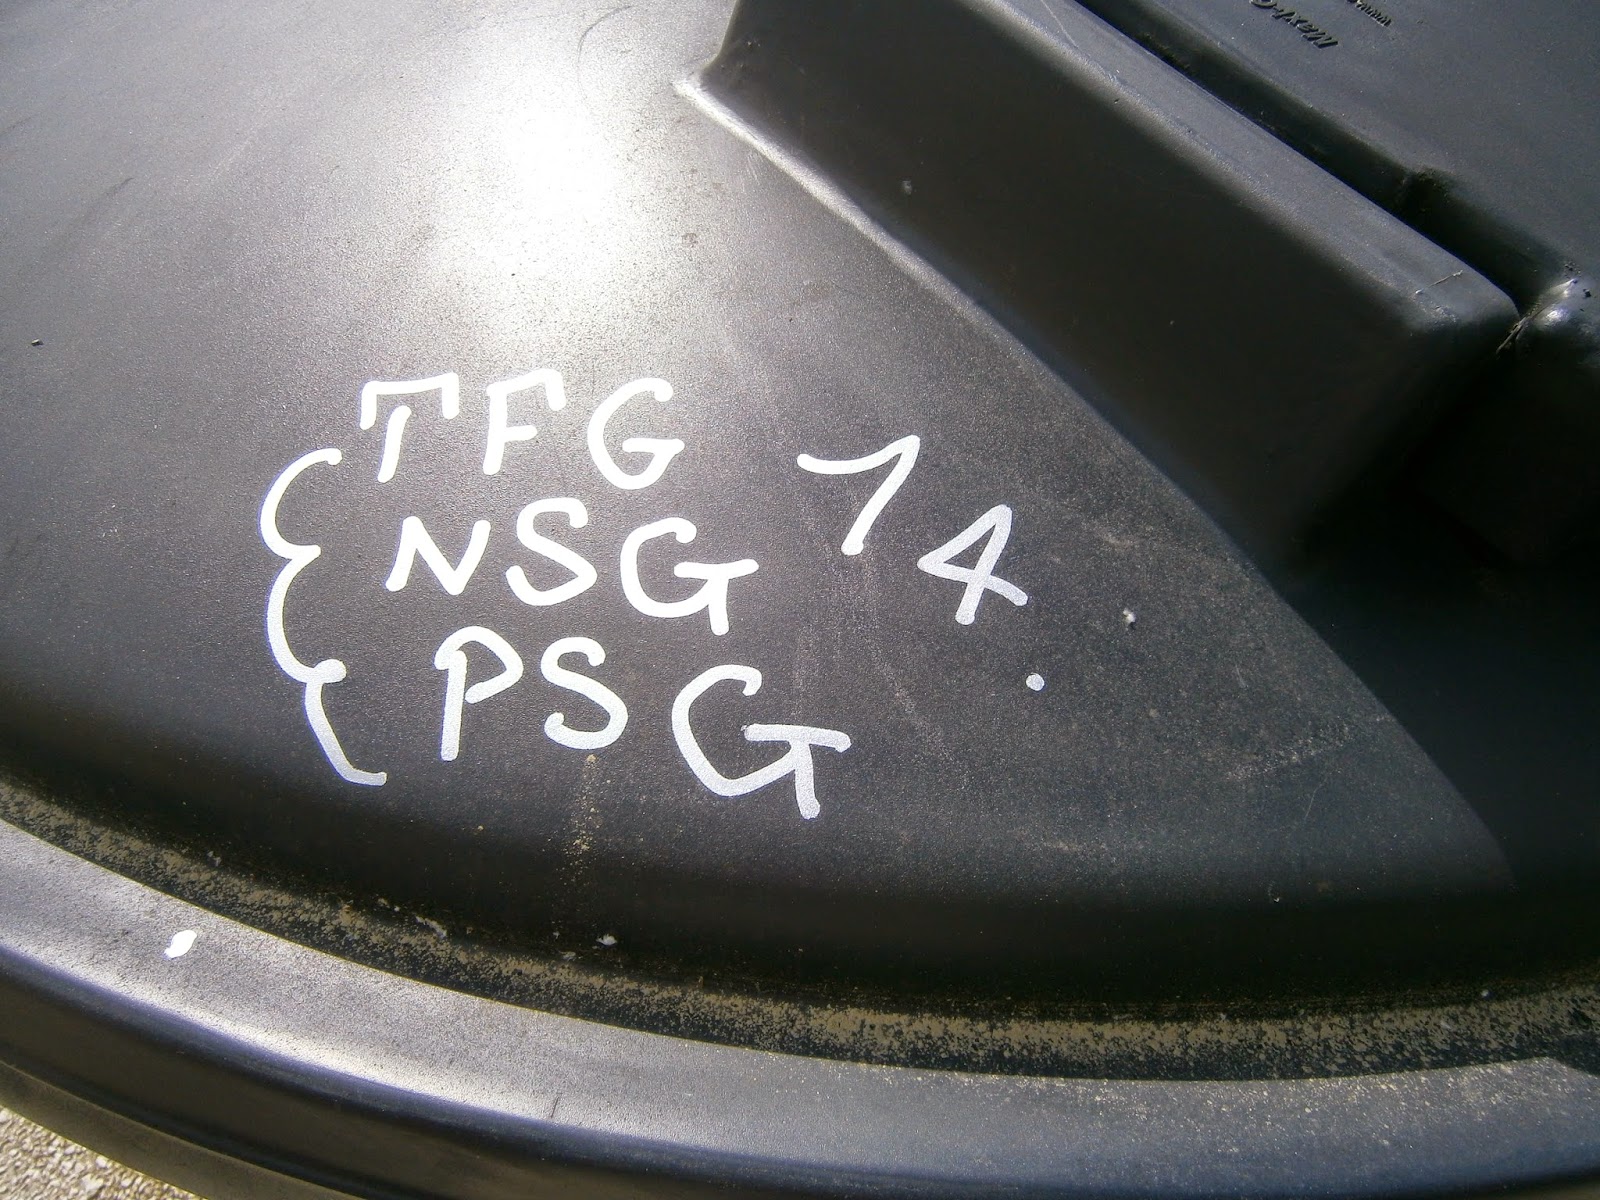 TFG
{ NSG 14.
PSG